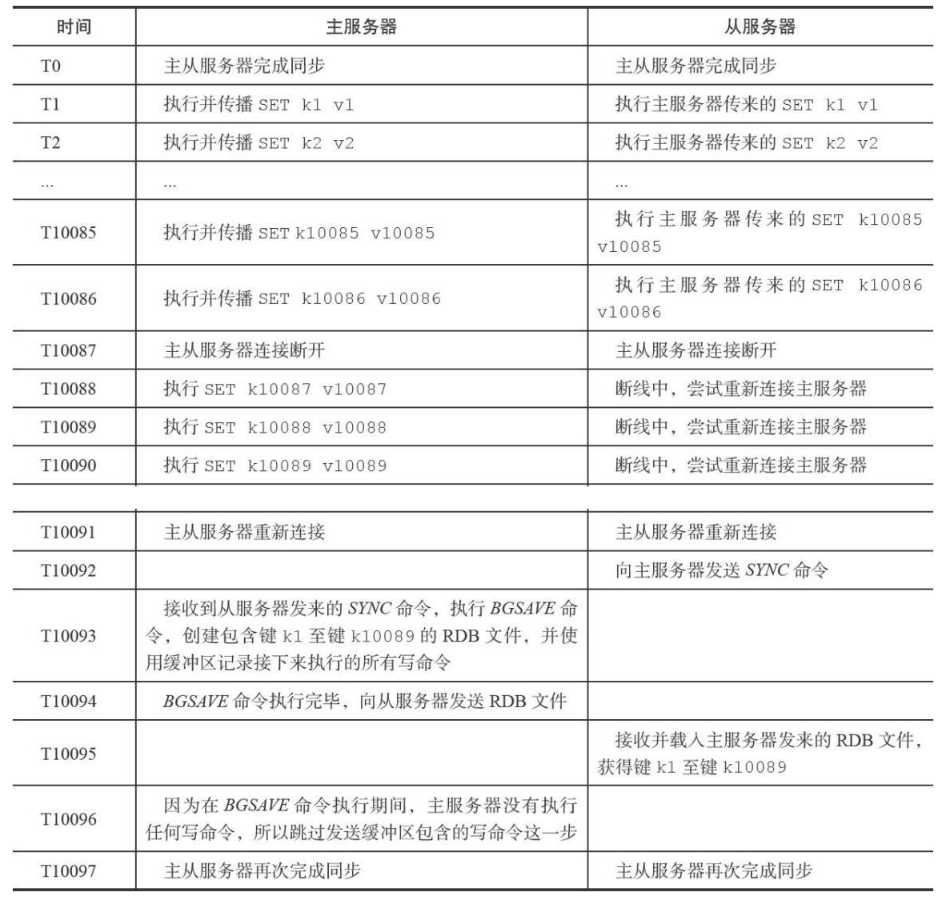 时间 主服务器 从服务器
T0 主从服务器完成同步 主从服务器完成同步
T1 执行并传播 SET k1 v1 执行主服务器传来的 SET k1 v1
T2 执行并传播 SET k2 v2 执行主服务器传来的 SET k2 v2
... ... ...
T10085 执行并传播 SET k10085 v10085 执行主服务器传来的 SET k10085
v10085
T10086 执行并传播 SET k10086 v10086 执行主服务器传来的 SET k10086
v10086
T10087 主从服务器连接断开 主从服务器连接断开
T10088 执行 SET k10087 v10087 断线中，尝试重新连接主服务器
T10089 执行 SET k10088 v10088 断线中，尝试重新连接主服务器
T10090 执行 SET k10089 v10089 断线中，尝试重新连接主服务器
T10091 主从服务器重新连接 主从服务器重新连接
T10092 向主服务器发送 SYNC 命令
T10093 接收到从服务器发来的 SYNC 命令，执行 BGSAVE 命
令，创建包含键 k1 至键 k10089 的 RDB 文件，并使
用缓冲区记录接下来执行的所有写命令
T10094 BGSAVE 命令执行完毕，向从服务器发送 RDB 文件
T10095 接收并载入主服务器发来的 RDB 文件，
获得键 k1 至键 k10089
T10096 因为在 BGSAVE 命令执行期间，主服务器没有执行
任何写命令，所以跳过发送缓冲区包含的写命令这一步
T10097 主从服务器再次完成同步 主从服务器再次完成同步